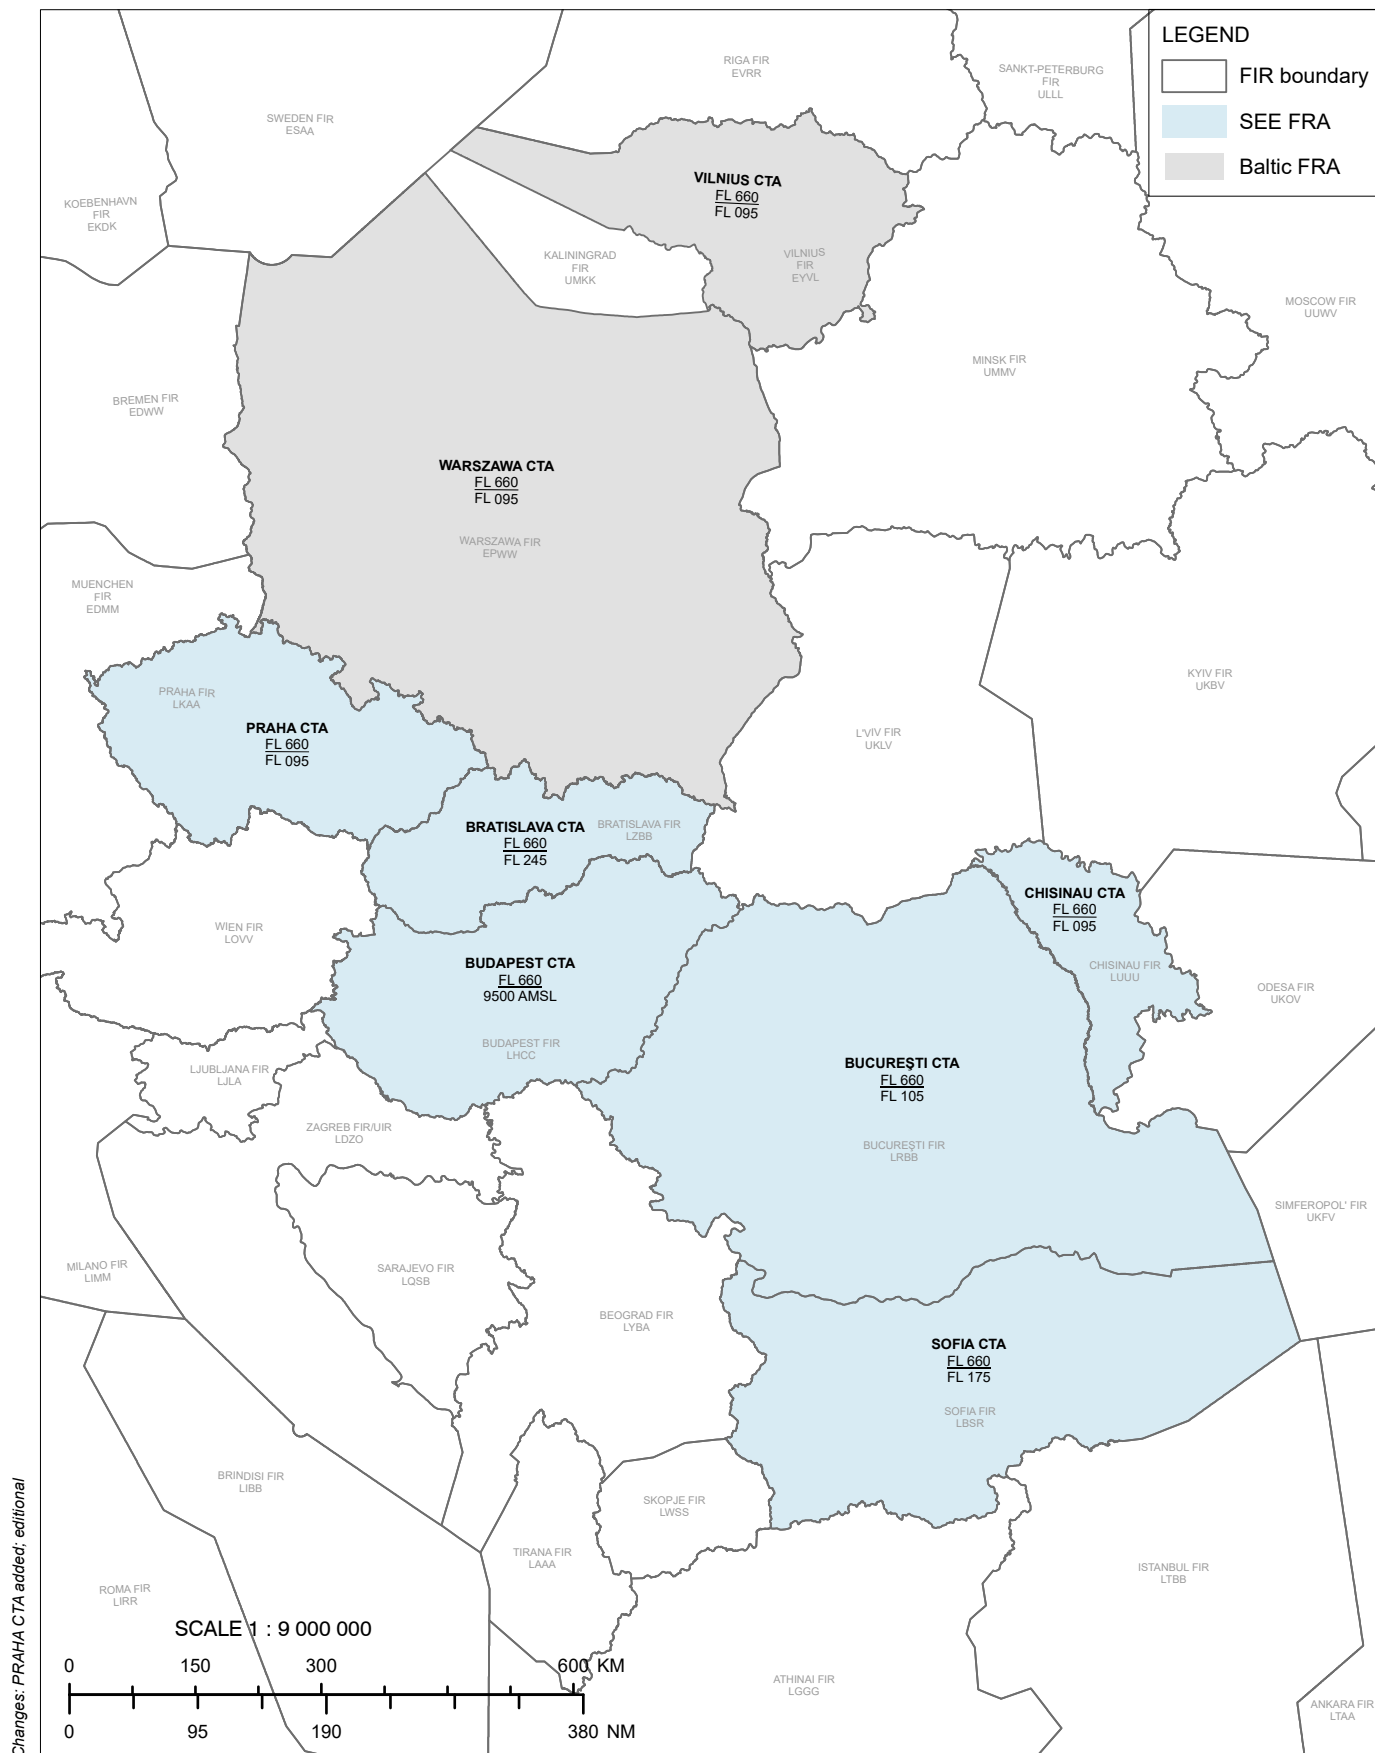 LEGEND
FIR boundary
SEE FRA
Baltic FRA
RIGA FIR
EVRR
SANKT-PETERBURG
FIR
ULLL
SWEDEN FIR
ESAA
VILNIUS CTA
FL 660
FL 095
KOEBENHAVN
FIR
EKDK
KALININGRAD
FIR
UMKK
VILNIUS
FIR
EYVL
MOSCOW FIR
UUWV
MINSK FIR
UMMV
BREMEN FIR
EDWW
WARSZAWA CTA
FL 660
FL 095
WARSZAWA FIR
EPWW
MUENCHEN
FIR
EDMM
PRAHA FIR
LKAA
KYIV FIR
UKBV
PRAHA CTA
FL 660
FL 095
L'VIV FIR
UKLV
BRATISLAVA CTA
FL 660
FL 245
BRATISLAVA FIR
LZBB
CHISINAU CTA
FL 660
FL 095
WIEN FIR
LOVV
BUDAPEST CTA
FL 660
9500 AMSL
CHISINAU FIR
LUUU
ODESA FIR
UKOV
BUDAPEST FIR
LHCC
LJUBLJANA FIR
LJLA
BUCUREŞTI CTA
FL 660
FL 105
ZAGREB FIR/UIR
LDZO
BUCUREŞTI FIR
LRBB
SIMFEROPOL' FIR
UKFV
MILANO FIR
LIMM
SARAJEVO FIR
LQSB
BEOGRAD FIR
LYBA
SOFIA CTA
FL 660
FL 175
SOFIA FIR
LBSR
BRINDISI FIR
LIBB
SKOPJE FIR
LWSS
TIRANA FIR
LAAA
ISTANBUL FIR
LTBB
ROMA FIR
LIRR
ATHINAI FIR
LGGG
ANKARA FIR
LTAA
SCALE 1 : 9 000 000
0 150 300 600 KM
0 95 190 380 NM
Changes: PRAHA CTA added; editional